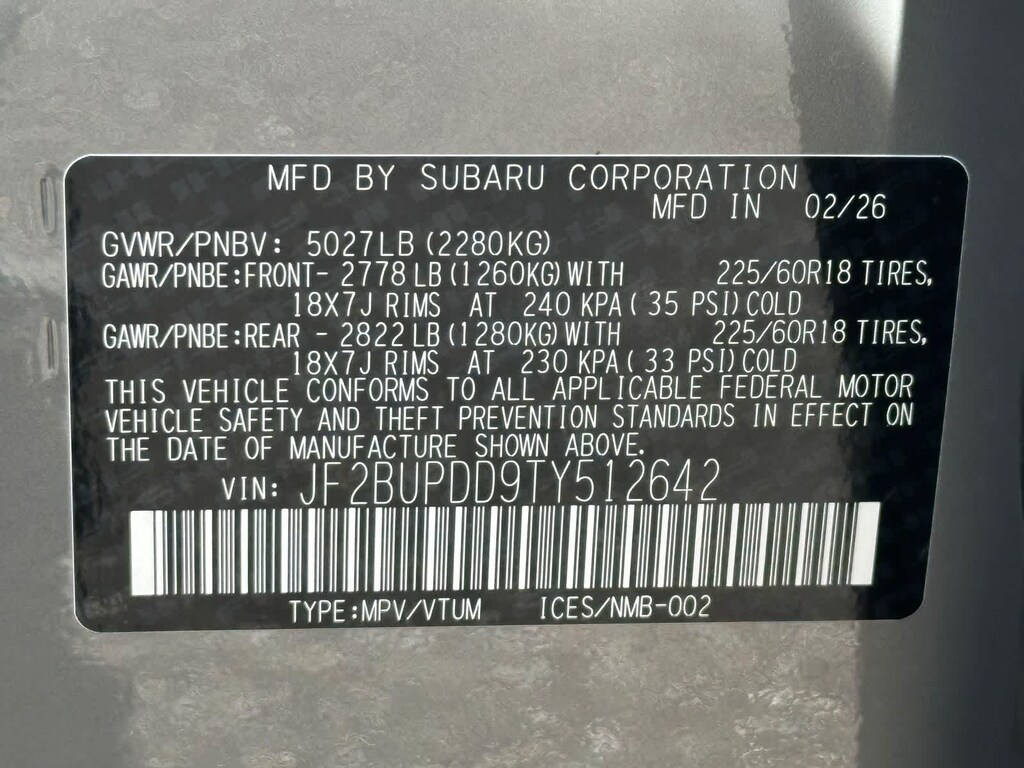 MFD BY SUBARU CORPORATION
MFD IN 02/26
GVWR/PNBV: 5027LB (2280KG)
GAWR/PNBE:FRONT- 2778 LB (1260KG) WITH 225/60R18 TIRES,
18X7J RIMS AT 240 KPA ( 35 PSI) COLD
GAWR/PNBE:REAR - 2822 LB (1280KG) WITH 225/60R18 TIRES,
18X7J RIMS AT 230 KPA ( 33 PSI) COLD
THIS VEHICLE CONFORMS TO ALL APPLICABLE FEDERAL MOTOR
VEHICLE SAFETY AND THEFT PREVENTION STANDARDS IN EFFECT ON
THE DATE OF MANUFACTURE SHOWN ABOVE.
VIN: JF2BUPDD9TY512642
TYPE:MPV/VTUM ICES/NMB-002